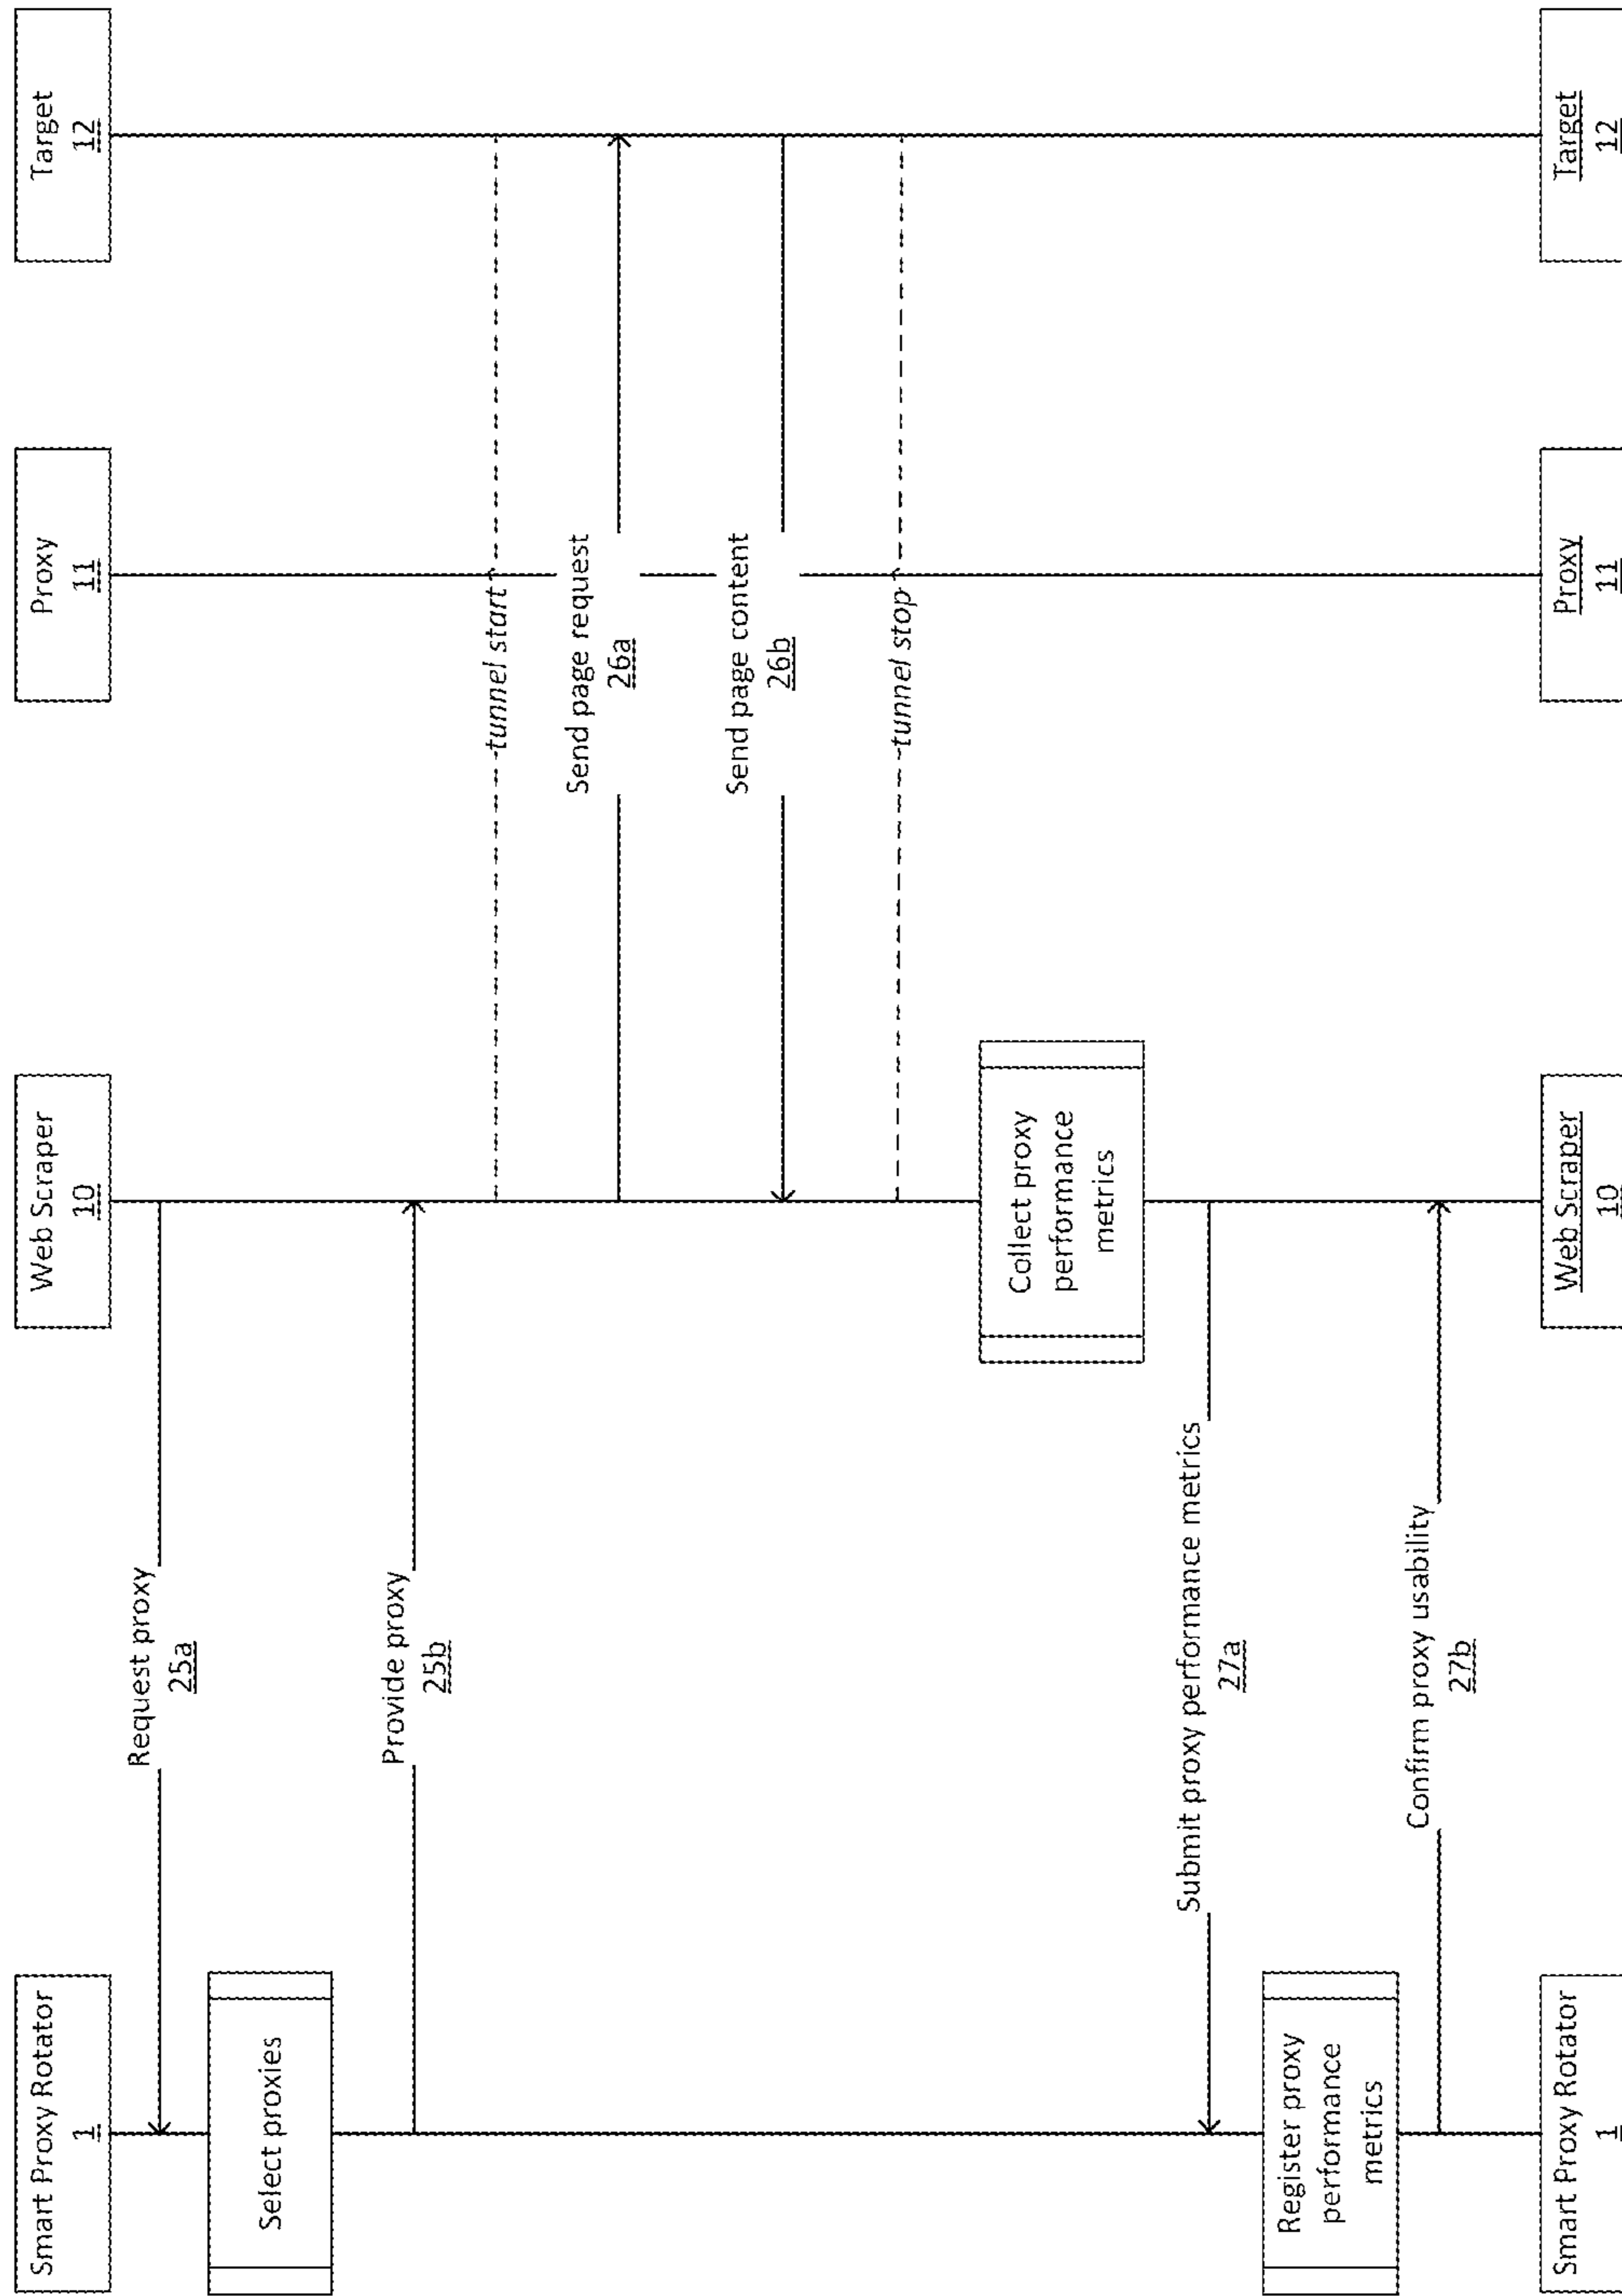 Smart Proxy Rotator
1
Web Scraper
10
Proxy
11
Target
12
Request proxy
25a
Select proxies
Provide proxy
25b
tunnel start
Send page request
26a
Send page content
26b
tunnel stop
Collect proxy
performance
metrics
Submit proxy performance metrics
27a
Register proxy
performance
metrics
Confirm proxy usability
27b
Smart Proxy Rotator
1
Web Scraper
10
Proxy
11
Target
12